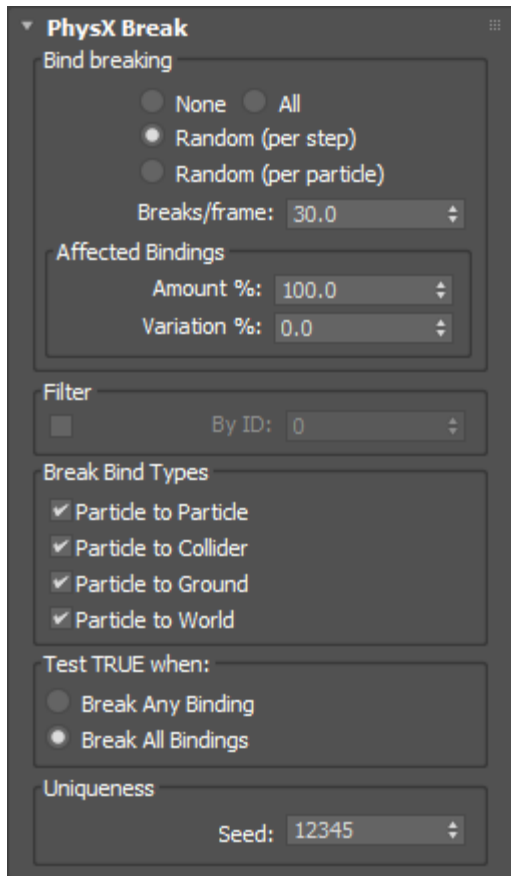 PhysX Break
Bind breaking
None All
Random (per step)
Random (per particle)
Breaks/frame: 30.0
Affected Bindings
Amount %: 100.0
Variation %: 0.0
Filter
By ID: 0
Break Bind Types
Particle to Particle
Particle to Collider
Particle to Ground
Particle to World
Test TRUE when:
Break Any Binding
Break All Bindings
Uniqueness
Seed: 12345